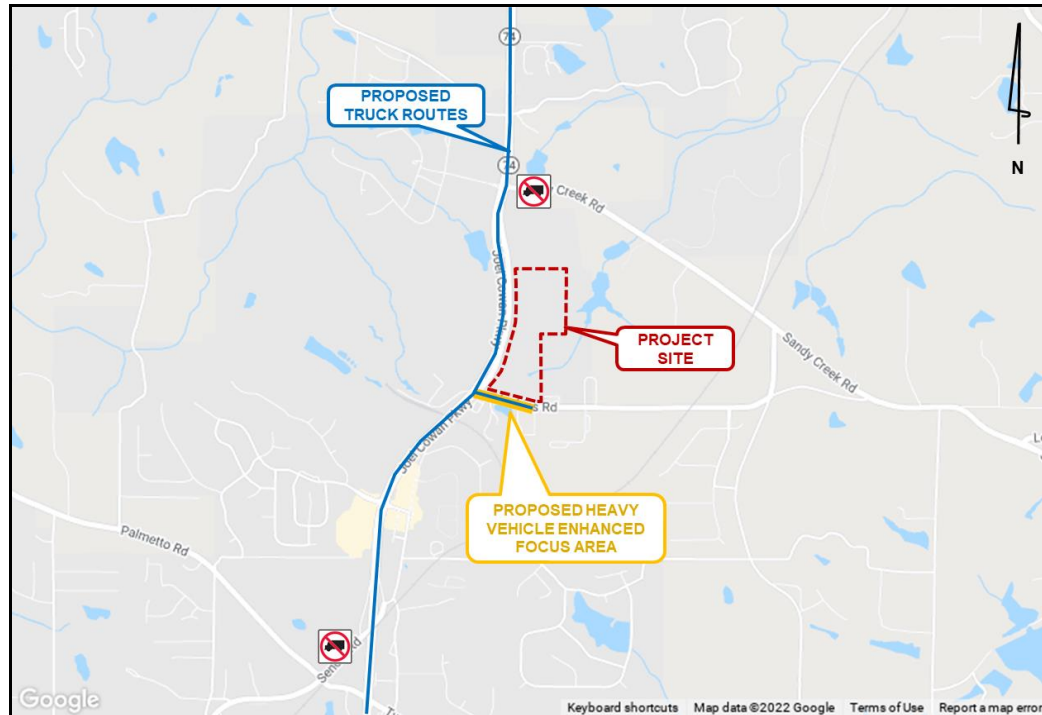 74
PROPOSED
TRUCK ROUTES
74
Creek Rd
N
Joel Cowan Pkwy
PROJECT
SITE
Sandy Creek Rd
Rd
Joel Cowan Pkwy
PROPOSED HEAVY
VEHICLE ENHANCED
FOCUS AREA
Palmetto Rd
Google
Keyboard shortcuts Map data ©2022 Google Terms of Use Report a map error